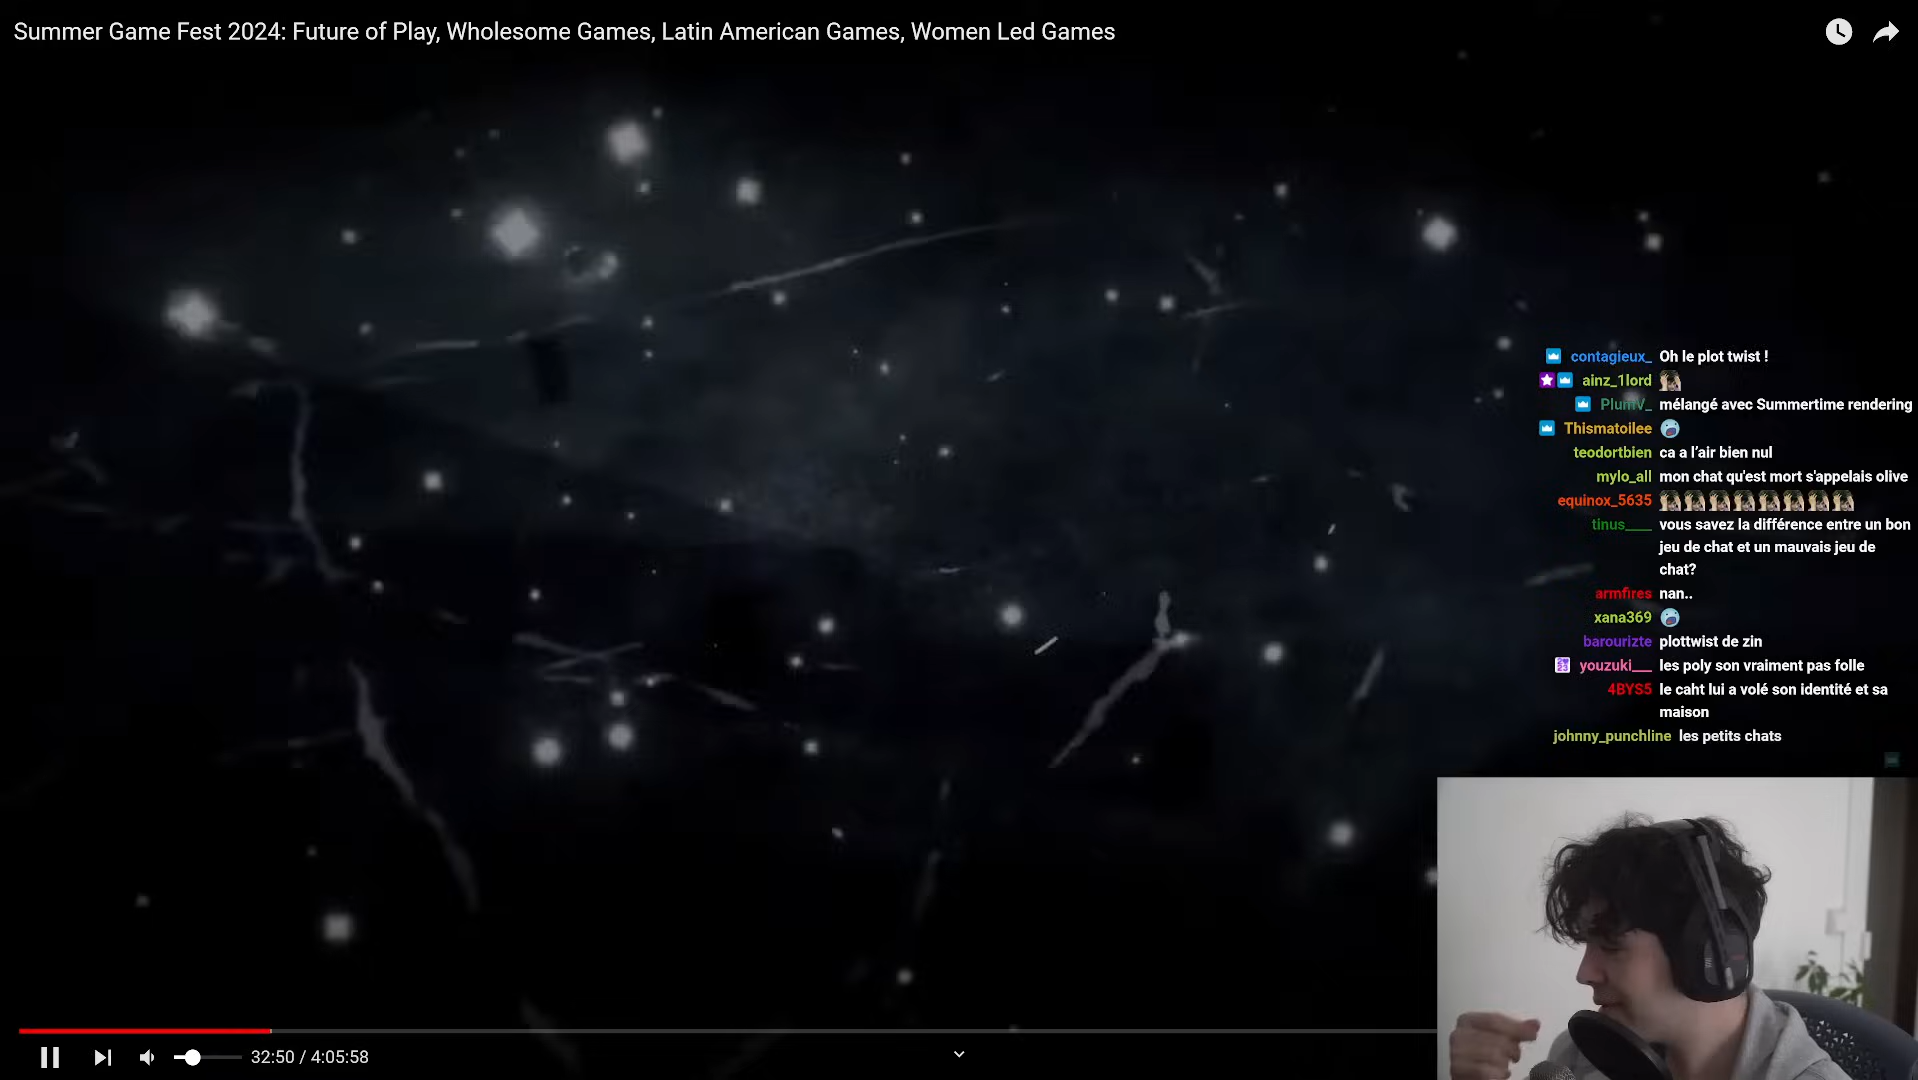 Summer Game Fest 2024: Future of Play, Wholesome Games, Latin American Games, Women Led Games
contagieux_ Oh le plot twist !
ainz_1lord
PlumV_ mélangé avec Summertime rendering
Thismatoilee
teodortbien ca a l'air bien nul
mylo_all mon chat qu'est mort s'appelais olive
equinox_5635
tinus____ vous savez la différence entre un bon
jeu de chat et un mauvais jeu de
chat?
armfires nan..
xana369
barourizte plottwist de zin
youzuki___ les poly son vraiment pas folle
4BYS5 le caht lui a volé son identité et sa
maison
johnny_punchline les petits chats
32:50 / 4:05:58